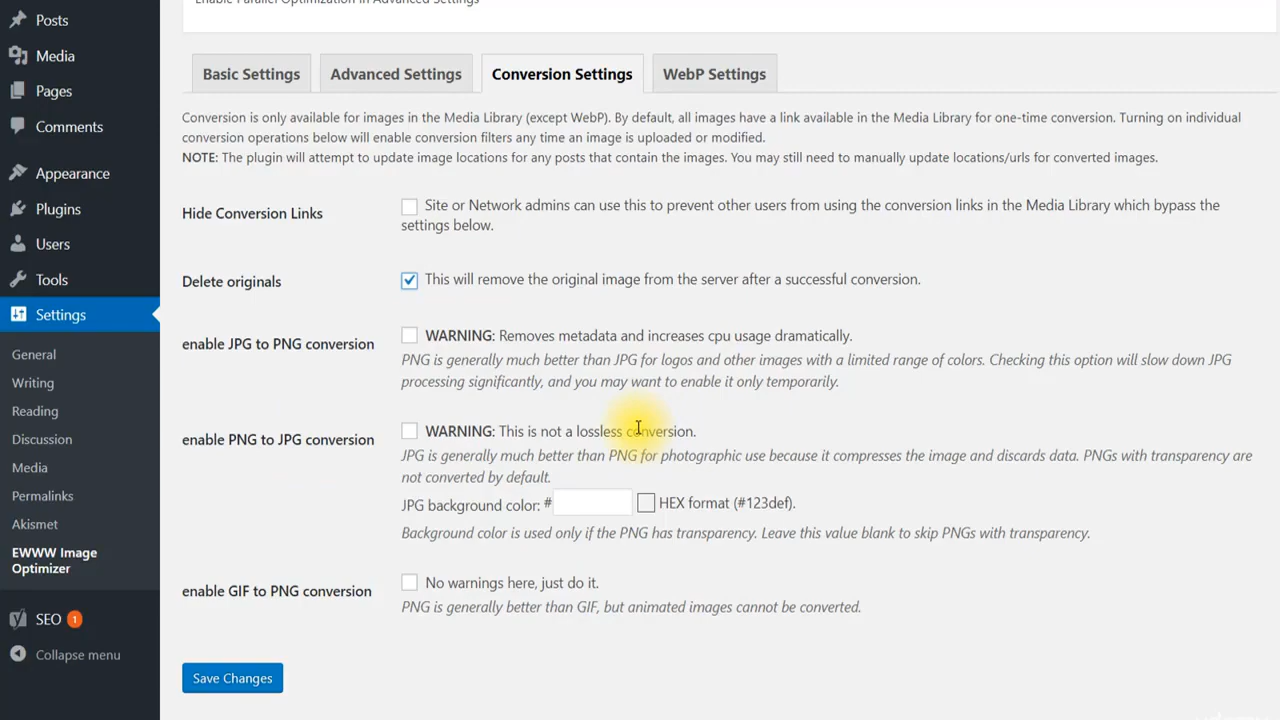 Enable Parallel Optimization in Advanced Settings
Posts
Media
Pages
Comments
Appearance
Plugins
Users
Tools
Settings
General
Writing
Reading
Discussion
Media
Permalinks
Akismet
EWWW Image
Optimizer
SEO 1
Collapse menu
Basic Settings
Advanced Settings
Conversion Settings
WebP Settings
Conversion is only available for images in the Media Library (except WebP). By default, all images have a link available in the Media Library for one-time conversion. Turning on individual
conversion operations below will enable conversion filters any time an image is uploaded or modified.
NOTE: The plugin will attempt to update image locations for any posts that contain the images. You may still need to manually update locations/urls for converted images.
Hide Conversion Links
Site or Network admins can use this to prevent other users from using the conversion links in the Media Library which bypass the
settings below.
Delete originals
This will remove the original image from the server after a successful conversion.
enable JPG to PNG conversion
WARNING: Removes metadata and increases cpu usage dramatically.
PNG is generally much better than JPG for logos and other images with a limited range of colors. Checking this option will slow down JPG
processing significantly, and you may want to enable it only temporarily.
enable PNG to JPG conversion
WARNING: This is not a lossless conversion.
JPG is generally much better than PNG for photographic use because it compresses the image and discards data. PNGs with transparency are
not converted by default.
JPG background color: # HEX format (#123def).
Background color is used only if the PNG has transparency. Leave this value blank to skip PNGs with transparency.
enable GIF to PNG conversion
No warnings here, just do it.
PNG is generally better than GIF, but animated images cannot be converted.
Save Changes